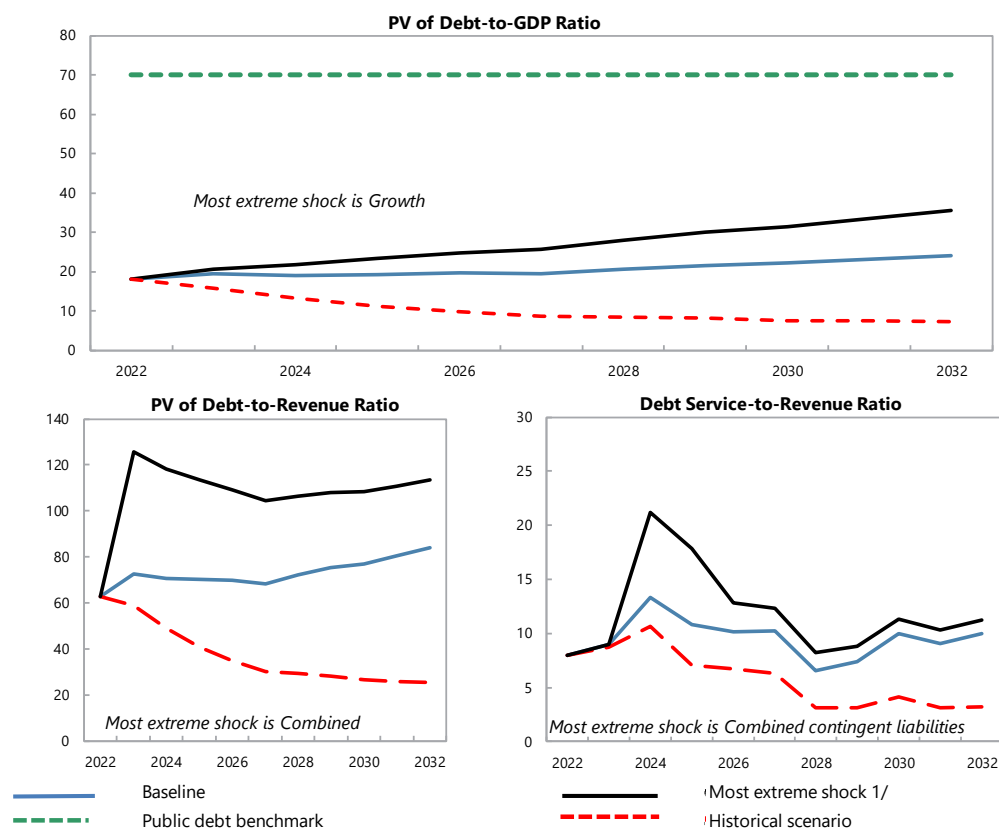 PV of Debt-to-GDP Ratio
80
70
60
50
40
30
20
10
0
Most extreme shock is Growth
2022 2024 2026 2028 2030 2032
PV of Debt-to-Revenue Ratio
140
120
100
80
60
40
20
0
Most extreme shock is Combined
2022 2024 2026 2028 2030 2032
Debt Service-to-Revenue Ratio
30
25
20
15
10
5
0
Most extreme shock is Combined contingent liabilities
2022 2024 2026 2028 2030 2032
Baseline
Public debt benchmark
Most extreme shock 1/
Historical scenario